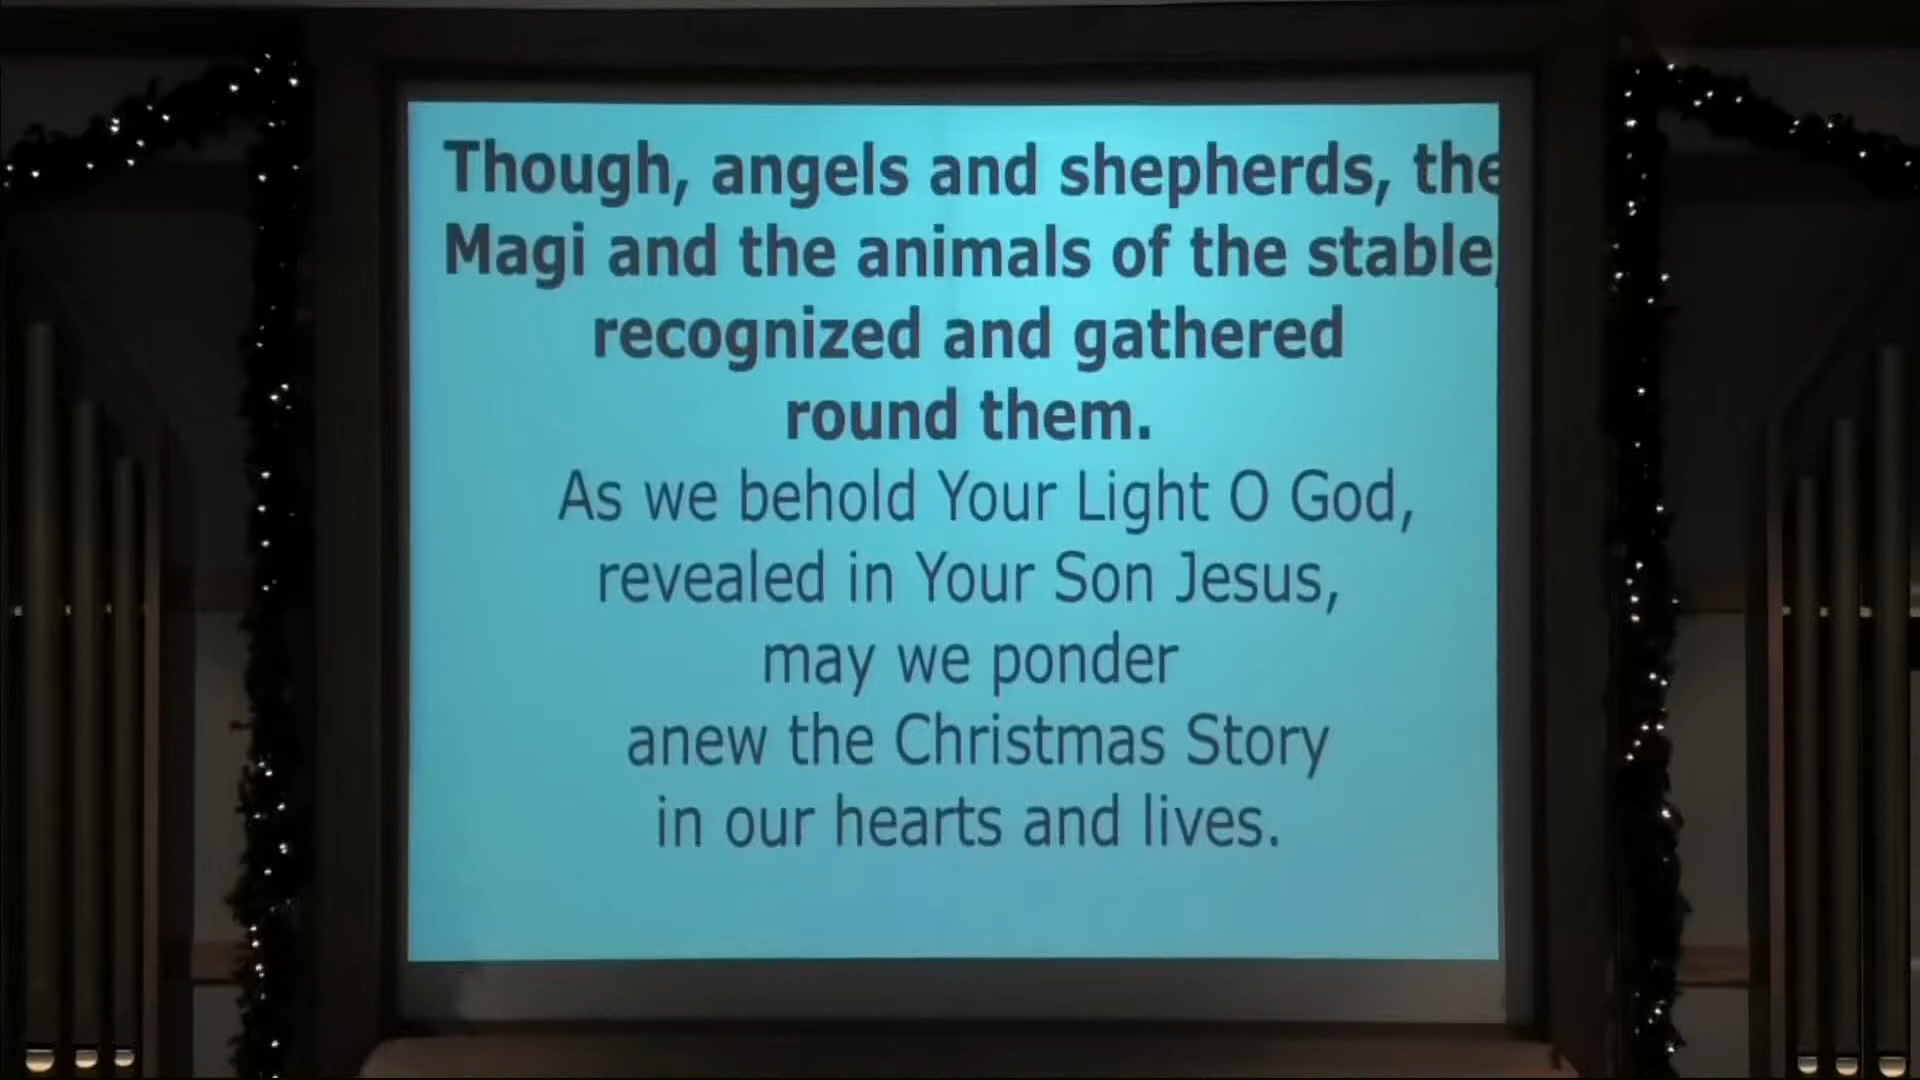 Though, angels and shepherds, the
Magi and the animals of the stable,
recognized and gathered
round them.
As we behold Your Light O God,
revealed in Your Son Jesus,
may we ponder
anew the Christmas Story
in our hearts and lives.